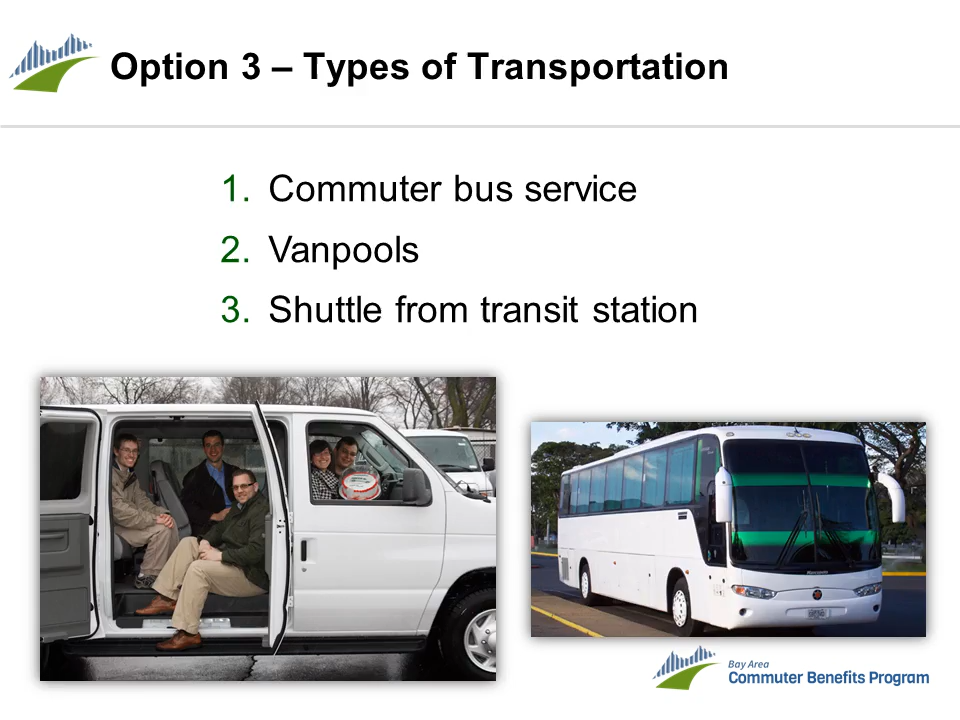 Option 3 – Types of Transportation
1. Commuter bus service
2. Vanpools
3. Shuttle from transit station
Bay Area
Commuter Benefits Program